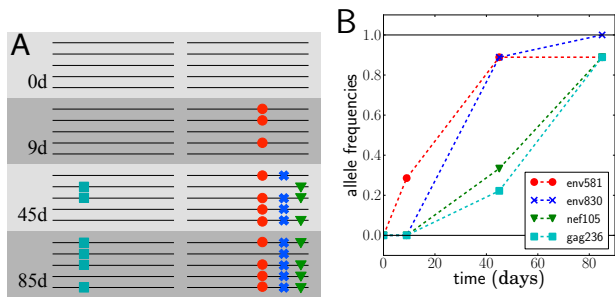 A
0d
9d
45d
85d
B
allele frequencies
1.0
0.8
0.6
0.4
0.2
0.0
0 20 40 60 80
time (days)
env581
env830
nef105
gag236